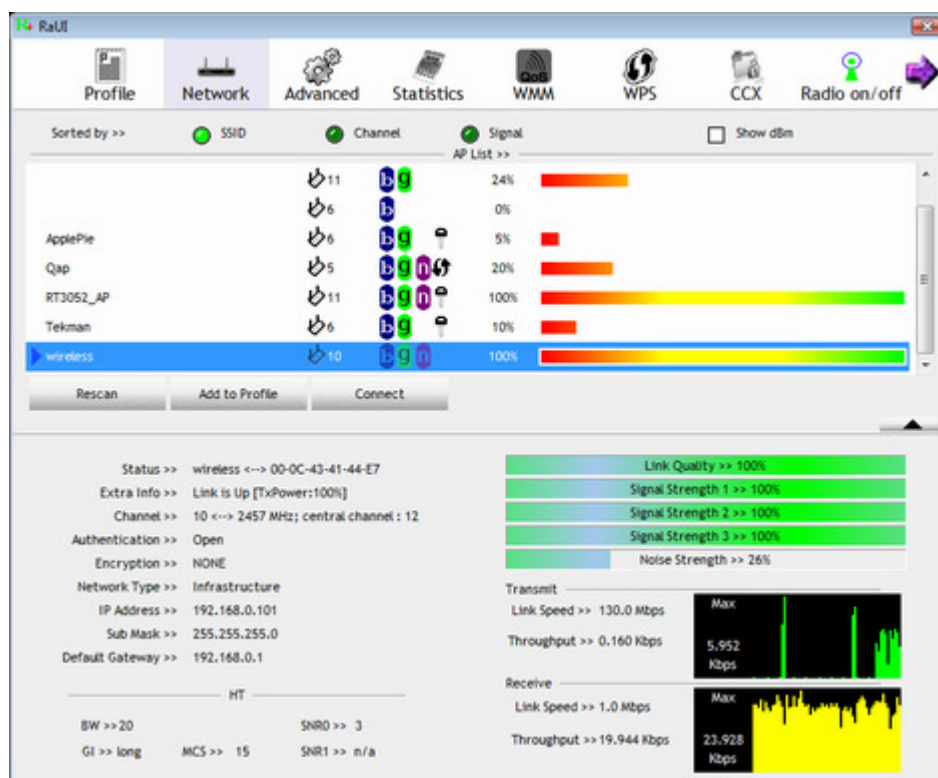 RaUI
Profile Network Advanced Statistics QoS WMM WPS CCX Radio on/off
Sorted by >> SSID Channel Signal Show dBm
AP List >>
11 b g 24%
6 b 0%
ApplePie 6 b g 5%
Qap 5 b g n 20%
RT3052_AP 11 b g n 100%
Tekman 6 b g 10%
wireless 10 b g n 100%
Rescan Add to Profile Connect
Status >> wireless <--> 00-0C-43-41-44-E7
Extra Info >> Link is Up [TxPower:100%]
Channel >> 10 <--> 2457 MHz; central channel : 12
Authentication >> Open
Encryption >> NONE
Network Type >> Infrastructure
IP Address >> 192.168.0.101
Sub Mask >> 255.255.255.0
Default Gateway >> 192.168.0.1
HT
BW >> 20 SNR0 >> 3
GI >> long MCS >> 15 SNR1 >> n/a
Link Quality >> 100%
Signal Strength 1 >> 100%
Signal Strength 2 >> 100%
Signal Strength 3 >> 100%
Noise Strength >> 26%
Transmit
Link Speed >> 130.0 Mbps
Throughput >> 0.160 Kbps
Max
5.952
Kbps
Receive
Link Speed >> 1.0 Mbps
Throughput >> 19.944 Kbps
Max
23.928
Kbps